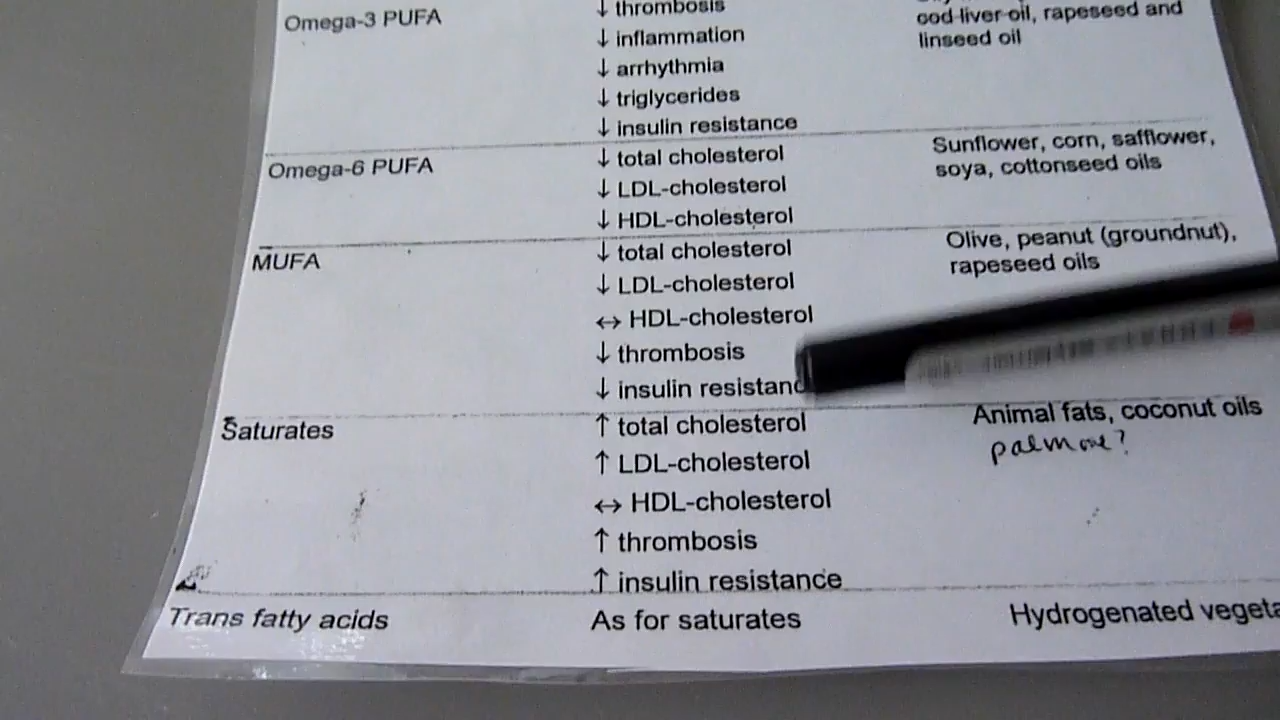 Omega-3 PUFA
↓ thrombosis
↓ inflammation
↓ arrhythmia
↓ triglycerides
↓ insulin resistance
cod liver oil, rapeseed and
linseed oil
Omega-6 PUFA
↓ total cholesterol
↓ LDL-cholesterol
↓ HDL-cholesterol
Sunflower, corn, safflower,
soya, cottonseed oils
MUFA
↓ total cholesterol
↓ LDL-cholesterol
↔ HDL-cholesterol
↓ thrombosis
↓ insulin resistanc
Olive, peanut (groundnut),
rapeseed oils
Saturates
↑ total cholesterol
↑ LDL-cholesterol
↔ HDL-cholesterol
↑ thrombosis
↑ insulin resistance
Animal fats, coconut oils
Trans fatty acids
As for saturates
Hydrogenated vegeta